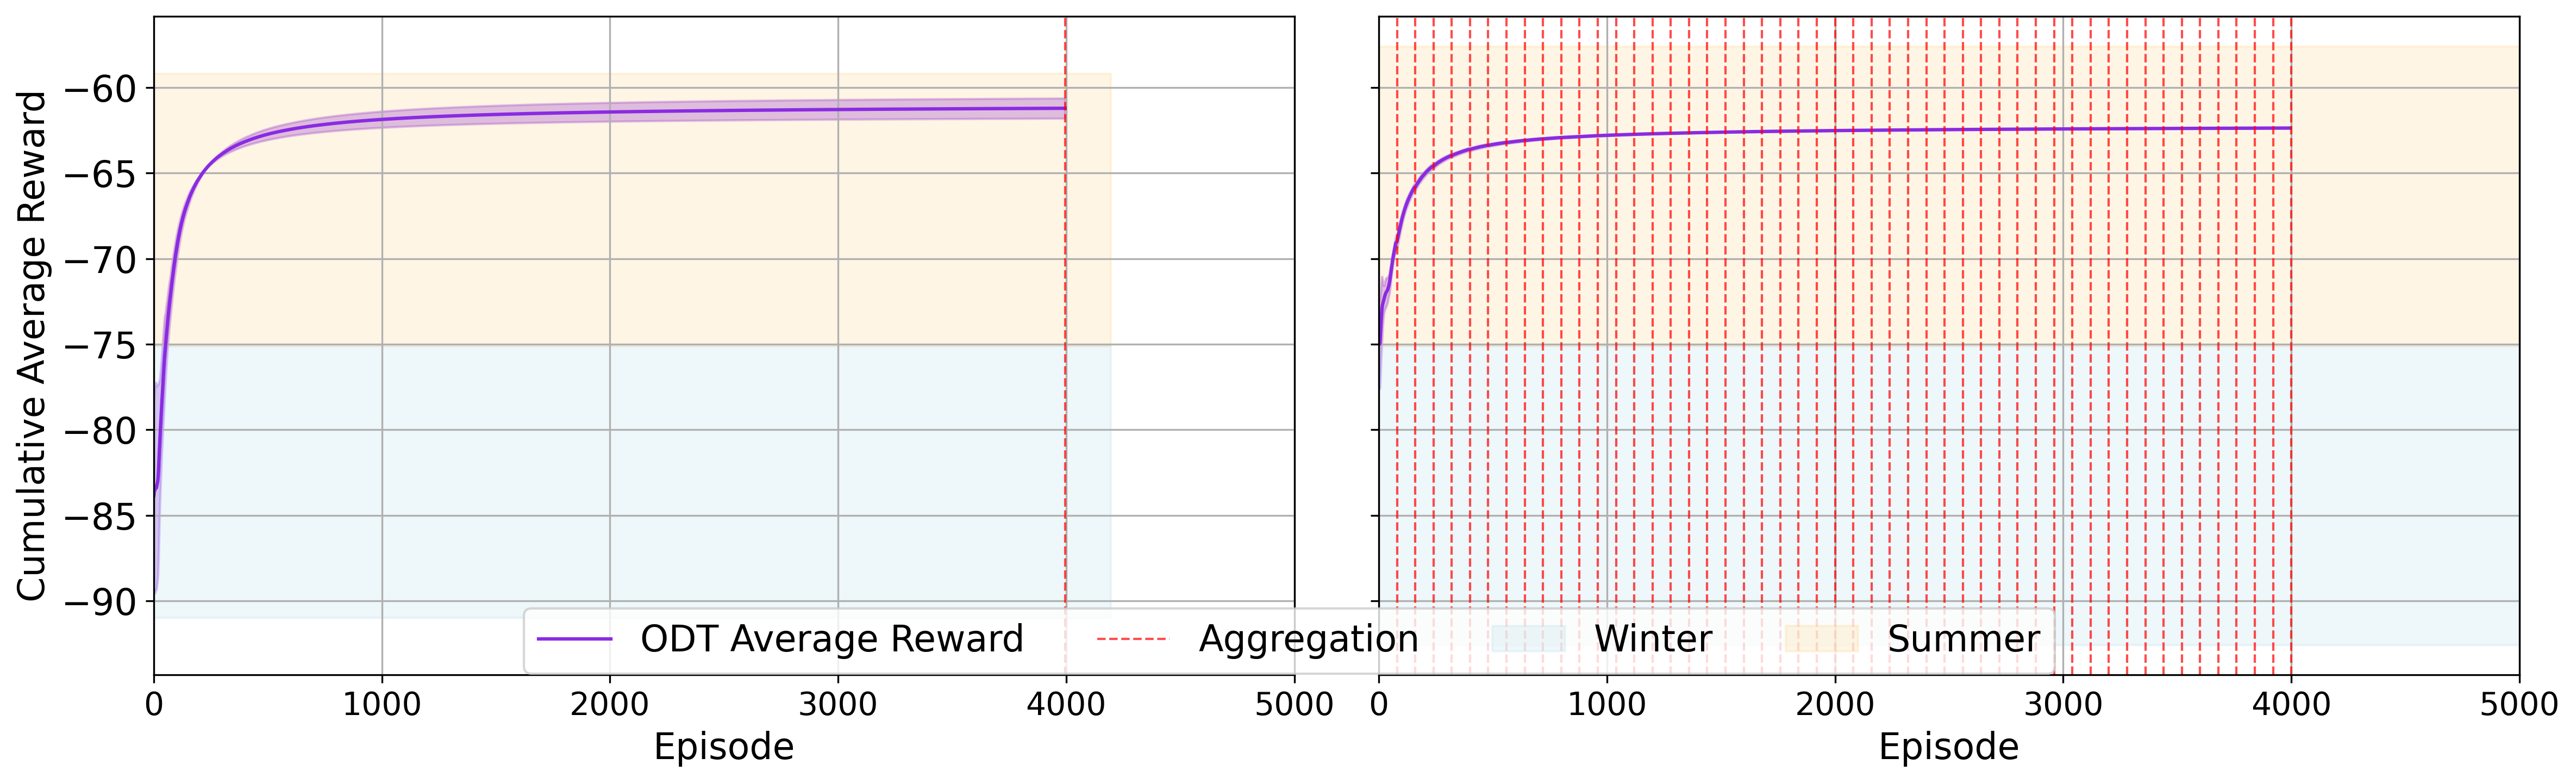 Cumulative Average Reward
−60
−65
−70
−75
−80
−85
−90
ODT Average Reward Aggregation Winter Summer
0 1000 2000 3000 4000 5000 0 1000 2000 3000 4000 5000
Episode Episode